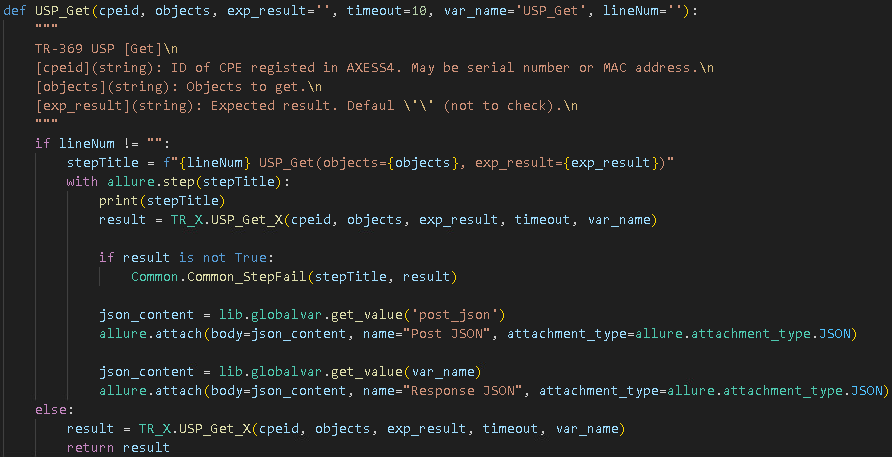 def USP_Get(cpeid, objects, exp_result='', timeout=10, var_name='USP_Get', lineNum=''):
    """
    TR-369 USP [Get]\n
    [cpeid](string): ID of CPE registed in AXESS4. May be serial number or MAC address.\n
    [objects](string): Objects to get.\n
    [exp_result](string): Expected result. Defaul \'\' (not to check).\n
    """
    if lineNum != "":
        stepTitle = f"{lineNum} USP_Get(objects={objects}, exp_result={exp_result})"
        with allure.step(stepTitle):
            print(stepTitle)
            result = TR_X.USP_Get_X(cpeid, objects, exp_result, timeout, var_name)

            if result is not True:
                Common.Common_StepFail(stepTitle, result)

            json_content = lib.globalvar.get_value('post_json')
            allure.attach(body=json_content, name="Post JSON", attachment_type=allure.attachment_type.JSON)

            json_content = lib.globalvar.get_value(var_name)
            allure.attach(body=json_content, name="Response JSON", attachment_type=allure.attachment_type.JSON)
    else:
        result = TR_X.USP_Get_X(cpeid, objects, exp_result, timeout, var_name)
        return result